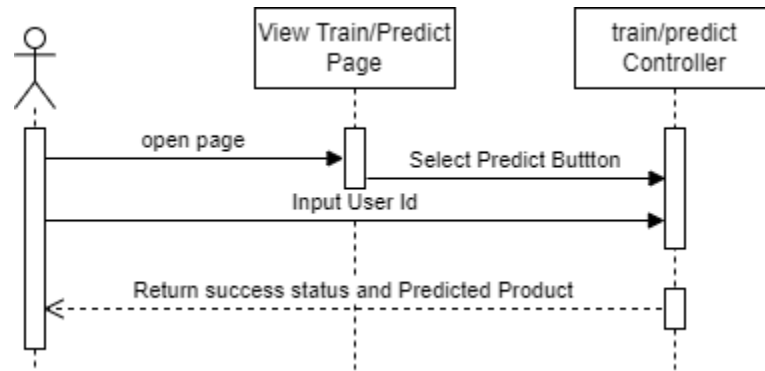 View Train/Predict
Page
train/predict
Controller
open page
Select Predict Buttton
Input User Id
Return success status and Predicted Product